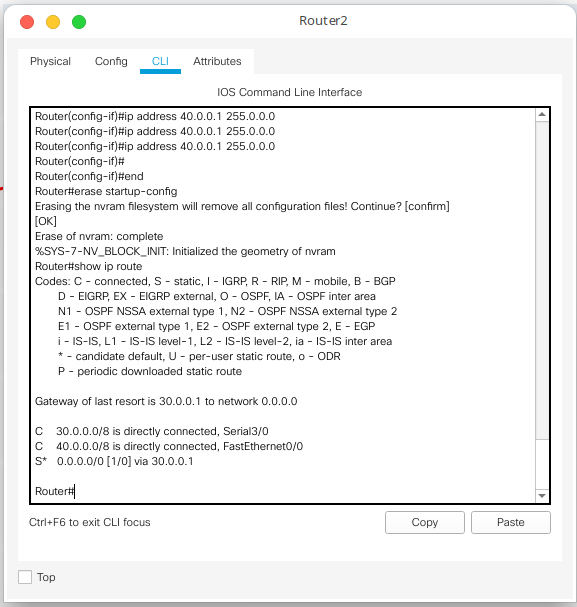 Router2
Physical Config CLI Attributes
IOS Command Line Interface
Router(config-if)#ip address 40.0.0.1 255.0.0.0
Router(config-if)#ip address 40.0.0.1 255.0.0.0
Router(config-if)#ip address 40.0.0.1 255.0.0.0
Router(config-if)#
Router(config-if)#end
Router#erase startup-config
Erasing the nvram filesystem will remove all configuration files! Continue? [confirm]
[OK]
Erase of nvram: complete
%SYS-7-NV_BLOCK_INIT: Initialized the geometry of nvram
Router#show ip route
Codes: C - connected, S - static, I - IGRP, R - RIP, M - mobile, B - BGP
D - EIGRP, EX - EIGRP external, O - OSPF, IA - OSPF inter area
N1 - OSPF NSSA external type 1, N2 - OSPF NSSA external type 2
E1 - OSPF external type 1, E2 - OSPF external type 2, E - EGP
i - IS-IS, L1 - IS-IS level-1, L2 - IS-IS level-2, ia - IS-IS inter area
* - candidate default, U - per-user static route, o - ODR
P - periodic downloaded static route
Gateway of last resort is 30.0.0.1 to network 0.0.0.0
C 30.0.0.0/8 is directly connected, Serial3/0
C 40.0.0.0/8 is directly connected, FastEthernet0/0
S* 0.0.0.0/0 [1/0] via 30.0.0.1
Router#
Ctrl+F6 to exit CLI focus
Copy Paste
Top